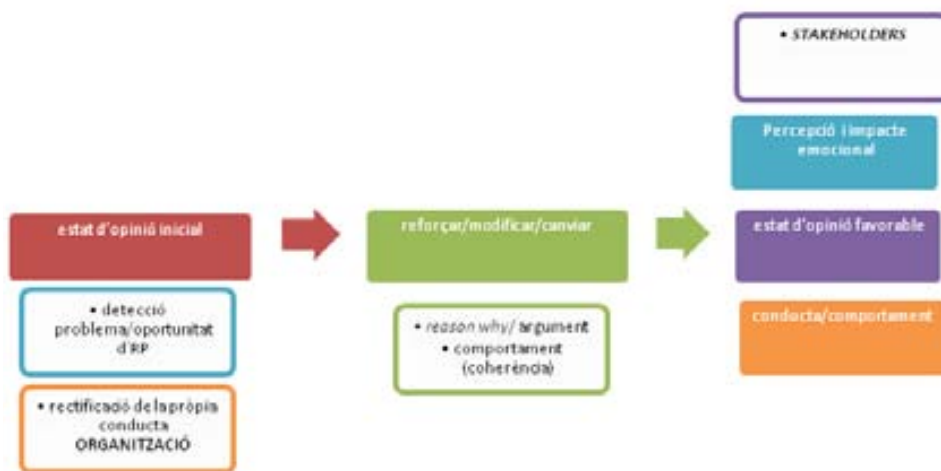 • STAKEHOLDERS
Percepció i impacte
emocional
estat d'opinió inicial
reforçar/modificar/canviar
estat d'opinió favorable
• detecció
problema/oportunitat
d'RP
• reason why/ argument
• comportament
(coherència)
conducta/comportament
• rectificació de la pròpia
conducta
ORGANITZACIÓ